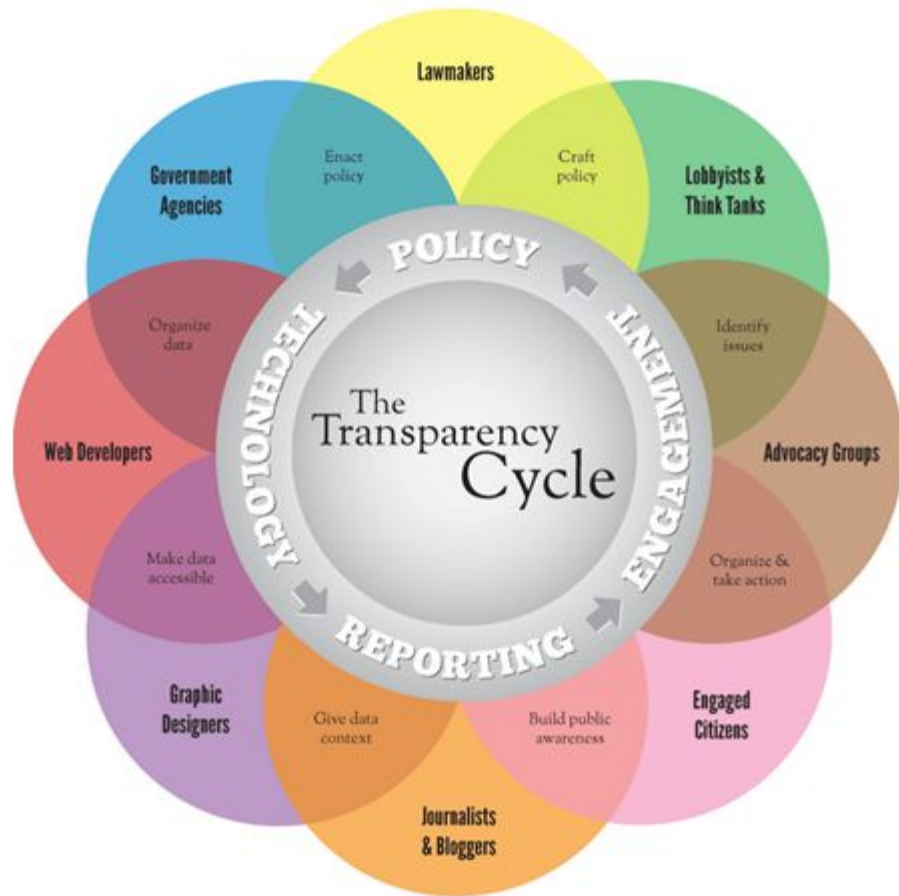 Lawmakers
Enact
policy
Craft
policy
Government
Agencies
Lobbyists &
Think Tanks
POLICY
Organize
data
Identify
issues
TECHNOLOGY
ENGAGEMENT
The
Transparency
Cycle
Web Developers
Advocacy Groups
Make data
accessible
Organize &
take action
REPORTING
Graphic
Designers
Give data
context
Build public
awareness
Engaged
Citizens
Journalists
& Bloggers